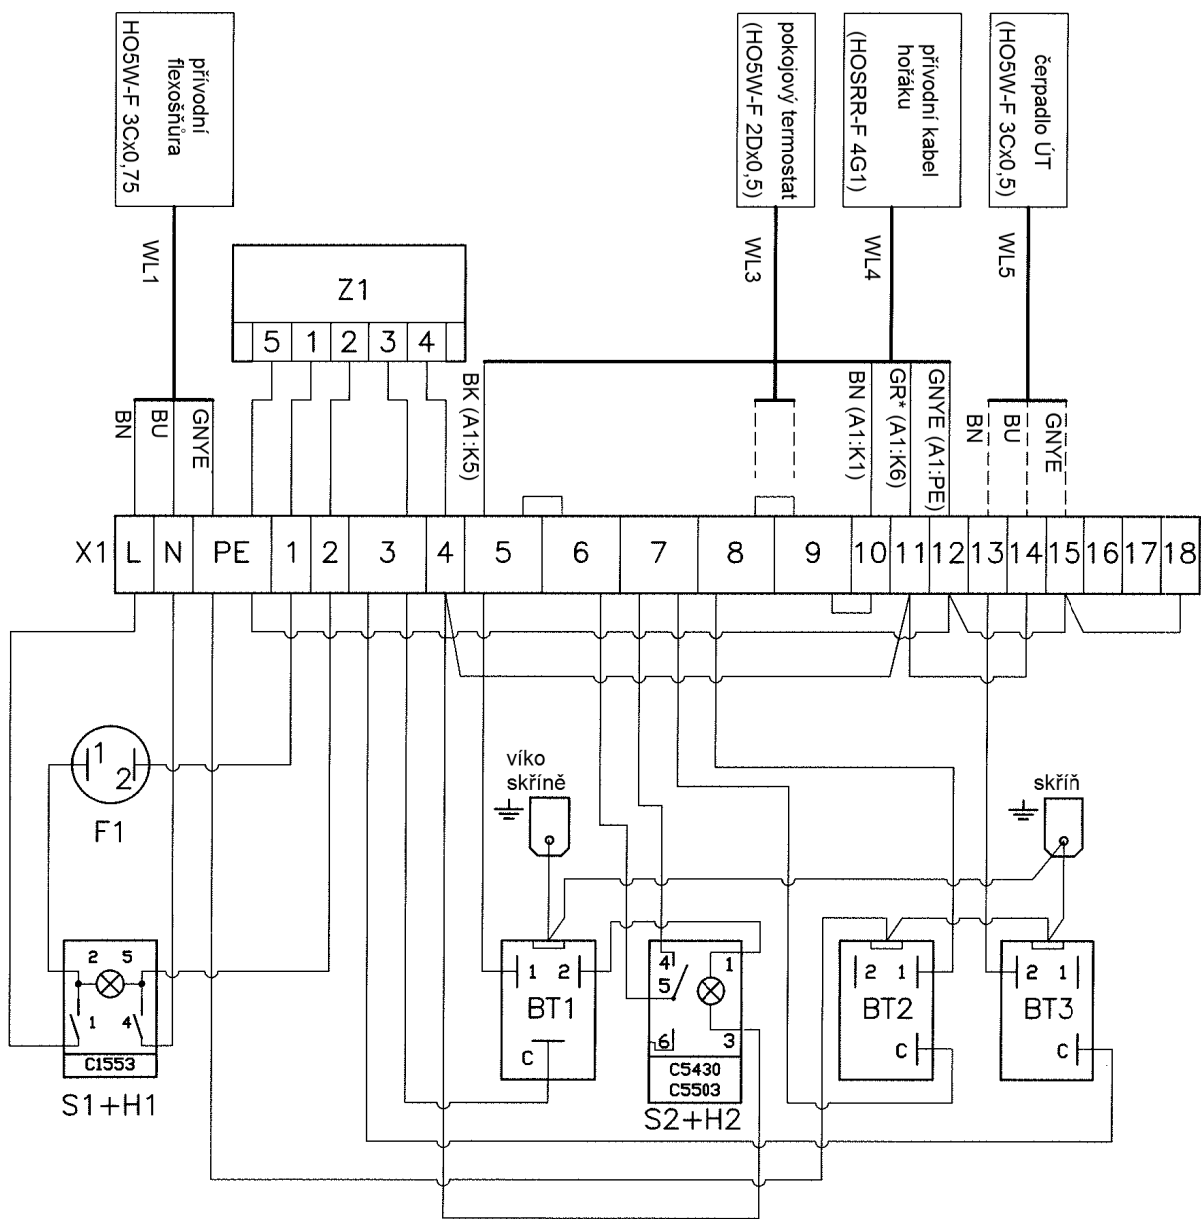 přívodní
flexošňůra
HO5W-F 3Cx0,75
pokojový termostat
(HO5W-F 2Dx0,5)
přívodní kabel
hořáku
(HOSRR-F 4G1)
čerpadlo ÚT
(HO5W-F 3Cx0,5)
WL1
WL3
WL4
WL5
Z1
5 1 2 3 4
BN
BU
GNYE
BK (A1:K5)
BN (A1:K1)
GR* (A1:K6)
GNYE (A1:PE)
BN
BU
GNYE
X1 L N PE 1 2 3 4 5 6 7 8 9 10 11 12 13 14 15 16 17 18
1
2
F1
víko
skříně
skříň
2 5
1 4
C1553
S1+H1
1 2
BT1
C
4 1
5
6 3
C5430
C5503
S2+H2
2 1
BT2
C
2 1
BT3
C